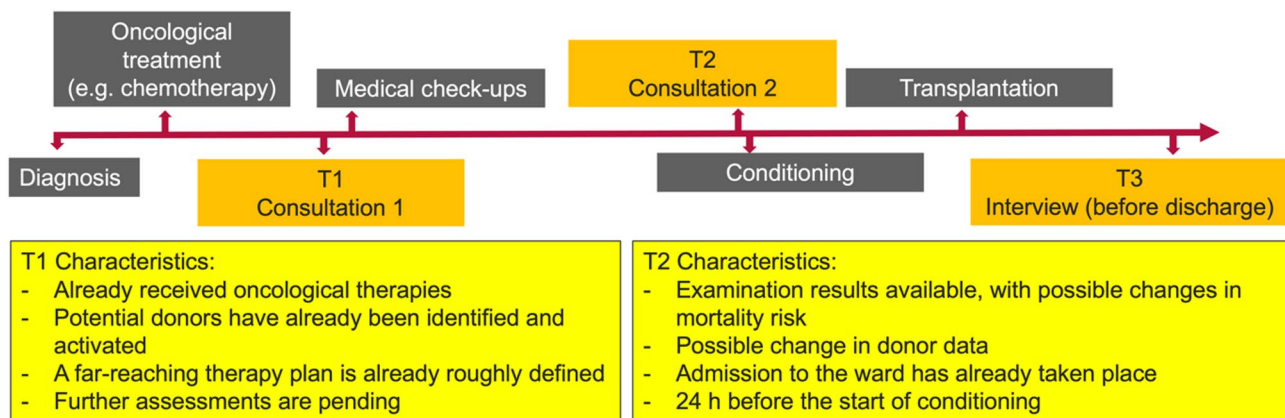 Oncological
treatment
(e.g. chemotherapy)
Medical check-ups
T2
Consultation 2
Transplantation
Diagnosis
T1
Consultation 1
Conditioning
T3
Interview (before discharge)
T1 Characteristics:
- Already received oncological therapies
- Potential donors have already been identified and
activated
- A far-reaching therapy plan is already roughly defined
- Further assessments are pending
T2 Characteristics:
- Examination results available, with possible changes in
mortality risk
- Possible change in donor data
- Admission to the ward has already taken place
- 24 h before the start of conditioning